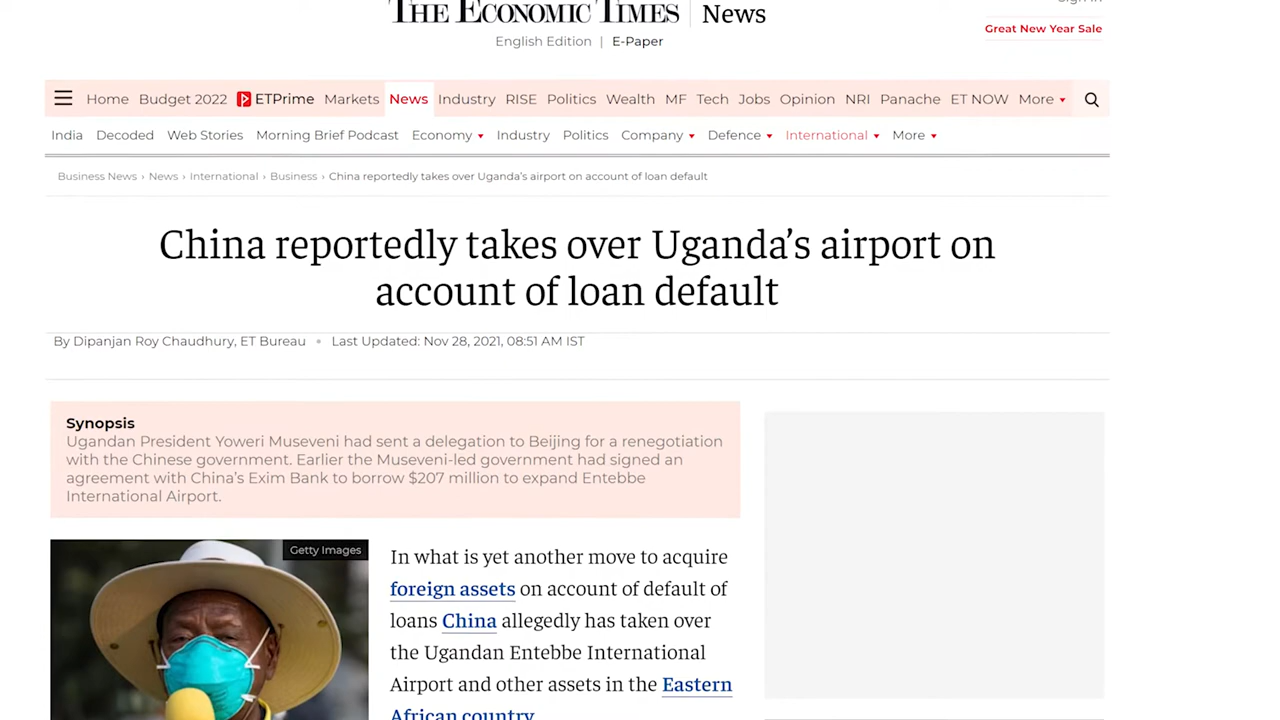 THE ECONOMIC TIMES | News
Sign In
English Edition | E-Paper
Great New Year Sale
Home Budget 2022 ETPrime Markets News Industry RISE Politics Wealth MF Tech Jobs Opinion NRI Panache ET NOW More
India Decoded Web Stories Morning Brief Podcast Economy Industry Politics Company Defence International More
Business News › News › International › Business › China reportedly takes over Uganda's airport on account of loan default
China reportedly takes over Uganda’s airport on
account of loan default
By Dipanjan Roy Chaudhury, ET Bureau • Last Updated: Nov 28, 2021, 08:51 AM IST
Synopsis
Ugandan President Yoweri Museveni had sent a delegation to Beijing for a renegotiation
with the Chinese government. Earlier the Museveni-led government had signed an
agreement with China's Exim Bank to borrow $207 million to expand Entebbe
International Airport.
Getty Images
In what is yet another move to acquire
foreign assets on account of default of
loans China allegedly has taken over
the Ugandan Entebbe International
Airport and other assets in the Eastern
African country.